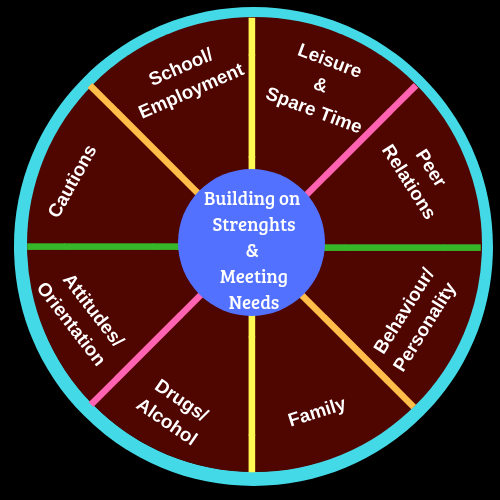 Building on
Strenghts
&
Meeting
Needs
Leisure
&
Spare Time
Peer
Relations
Behaviour/
Personality
Family
Drugs/
Alcohol
Attitudes/
Orientation
Cautions
School/
Employment